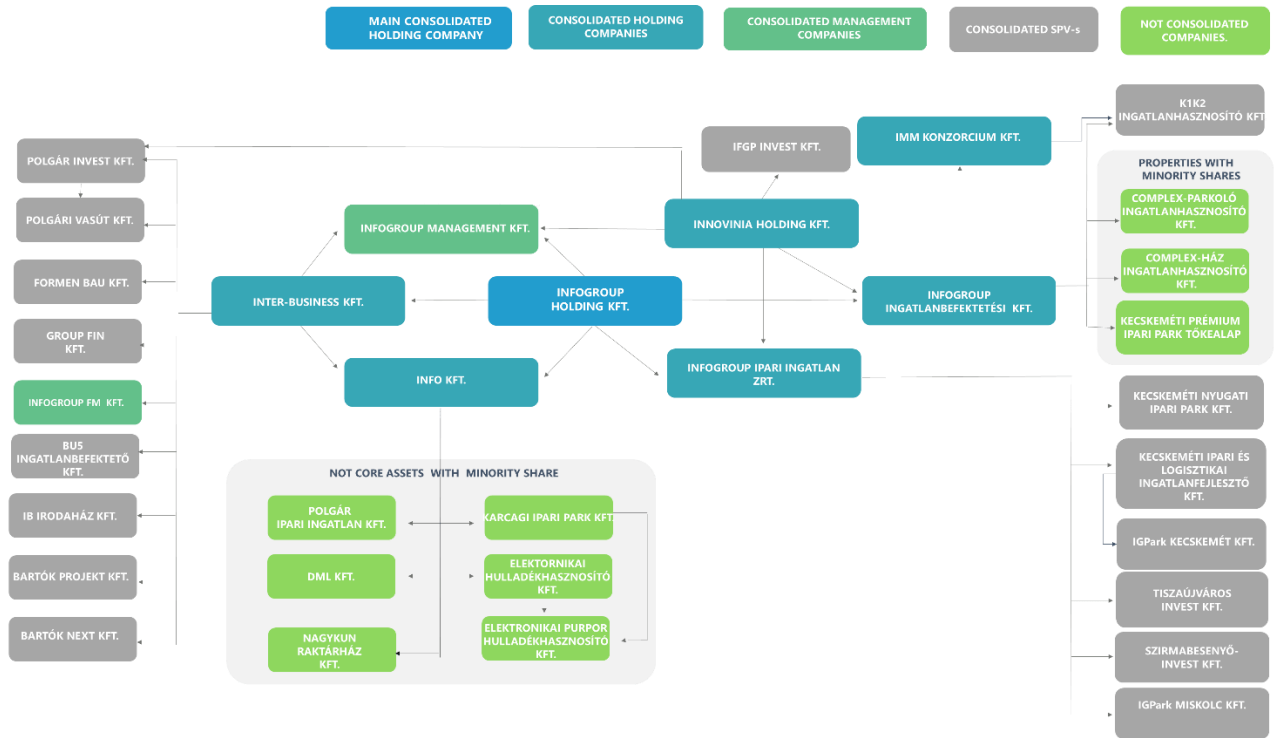 MAIN CONSOLIDATED
HOLDING COMPANY
CONSOLIDATED HOLDING
COMPANIES
CONSOLIDATED MANAGEMENT
COMPANIES
CONSOLIDATED SPV-s
NOT CONSOLIDATED
COMPANIES.
K1K2
INGATLANHASZNOSÍTÓ KFT
IMM KONZORCIUM KFT.
IFGP INVEST KFT.
POLGÁR INVEST KFT.
PROPERTIES WITH
MINORITY SHARES
COMPLEX-PARKOLÓ
INGATLANHASZNOSÍTÓ
KFT.
POLGÁRI VASÚT KFT.
INFOGROUP MANAGEMENT KFT.
INNOVINIA HOLDING KFT.
COMPLEX-HÁZ
INGATLANHASZNOSÍTÓ
KFT.
FORMEN BAU KFT.
INTER-BUSINESS KFT.
INFOGROUP
HOLDING KFT.
INFOGROUP
INGATLANBEFEKTETÉSI KFT.
KECSKEMÉTI PRÉMIUM
IPARI PARK TŐKEALAP
GROUP FIN
KFT.
INFO KFT.
INFOGROUP IPARI INGATLAN
ZRT.
INFOGROUP FM KFT.
KECSKEMÉTI NYUGATI
IPARI PARK KFT.
BU5
INGATLANBEFEKTETŐ
KFT.
NOT CORE ASSETS WITH MINORITY SHARE
KECSKEMÉTI IPARI ÉS
LOGISZTIKAI
INGATLANFEJLESZTŐ
KFT.
IB IRODAHÁZ KFT.
POLGÁR
IPARI INGATLAN KFT.
KARCAGI IPARI PARK KFT.
IGPark KECSKEMÉT KFT.
BARTÓK PROJEKT KFT.
DML KFT.
ELEKTORNIKAI
HULLADÉKHASZNOSÍTÓ
KFT.
TISZAÚJVÁROS
INVEST KFT.
BARTÓK NEXT KFT.
NAGYKUN
RAKTÁRHÁZ
KFT.
ELEKTRONIKAI PURPOR
HULLADÉKHASZNOSÍTÓ
KFT.
SZIRMABESENYŐ-
INVEST KFT.
IGPark MISKOLC KFT.